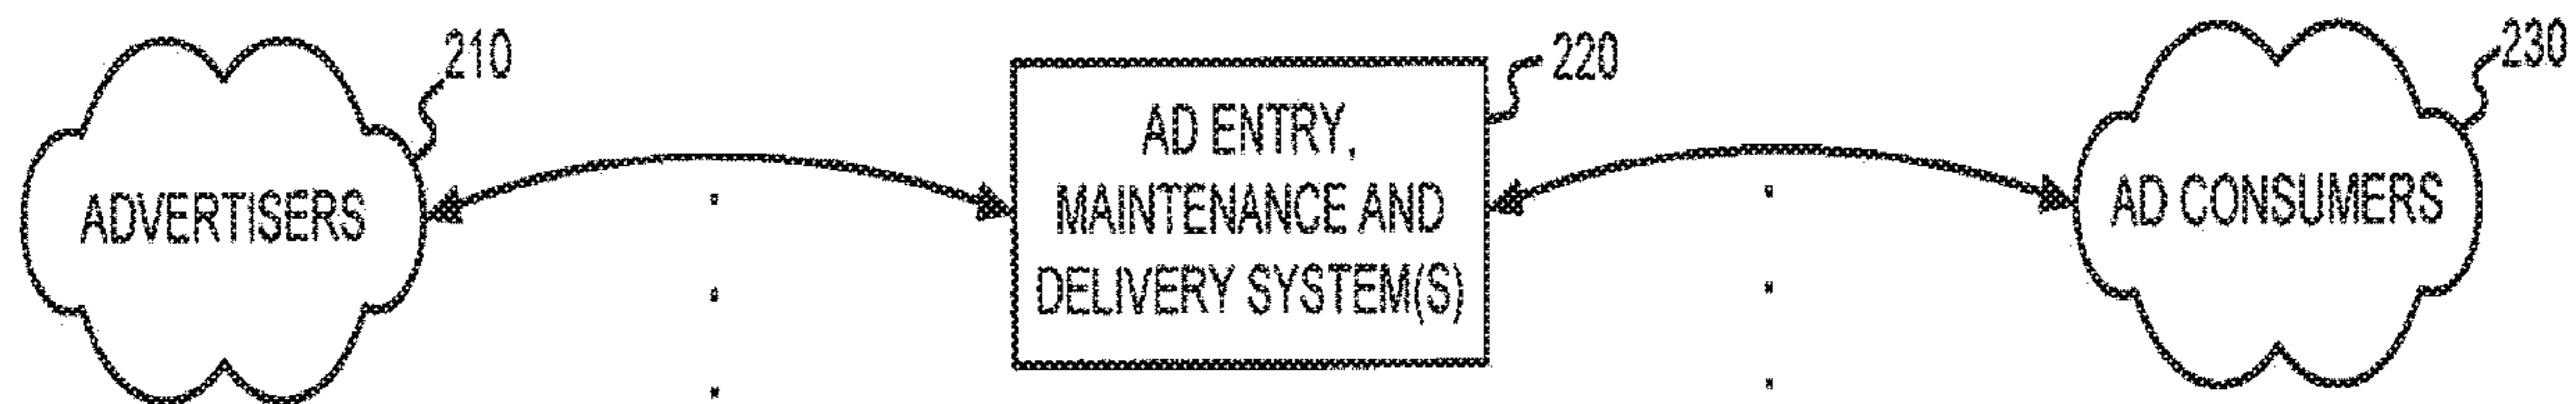 210
220
230
ADVERTISERS
AD ENTRY,
MAINTENANCE AND
DELIVERY SYSTEM(S)
AD CONSUMERS